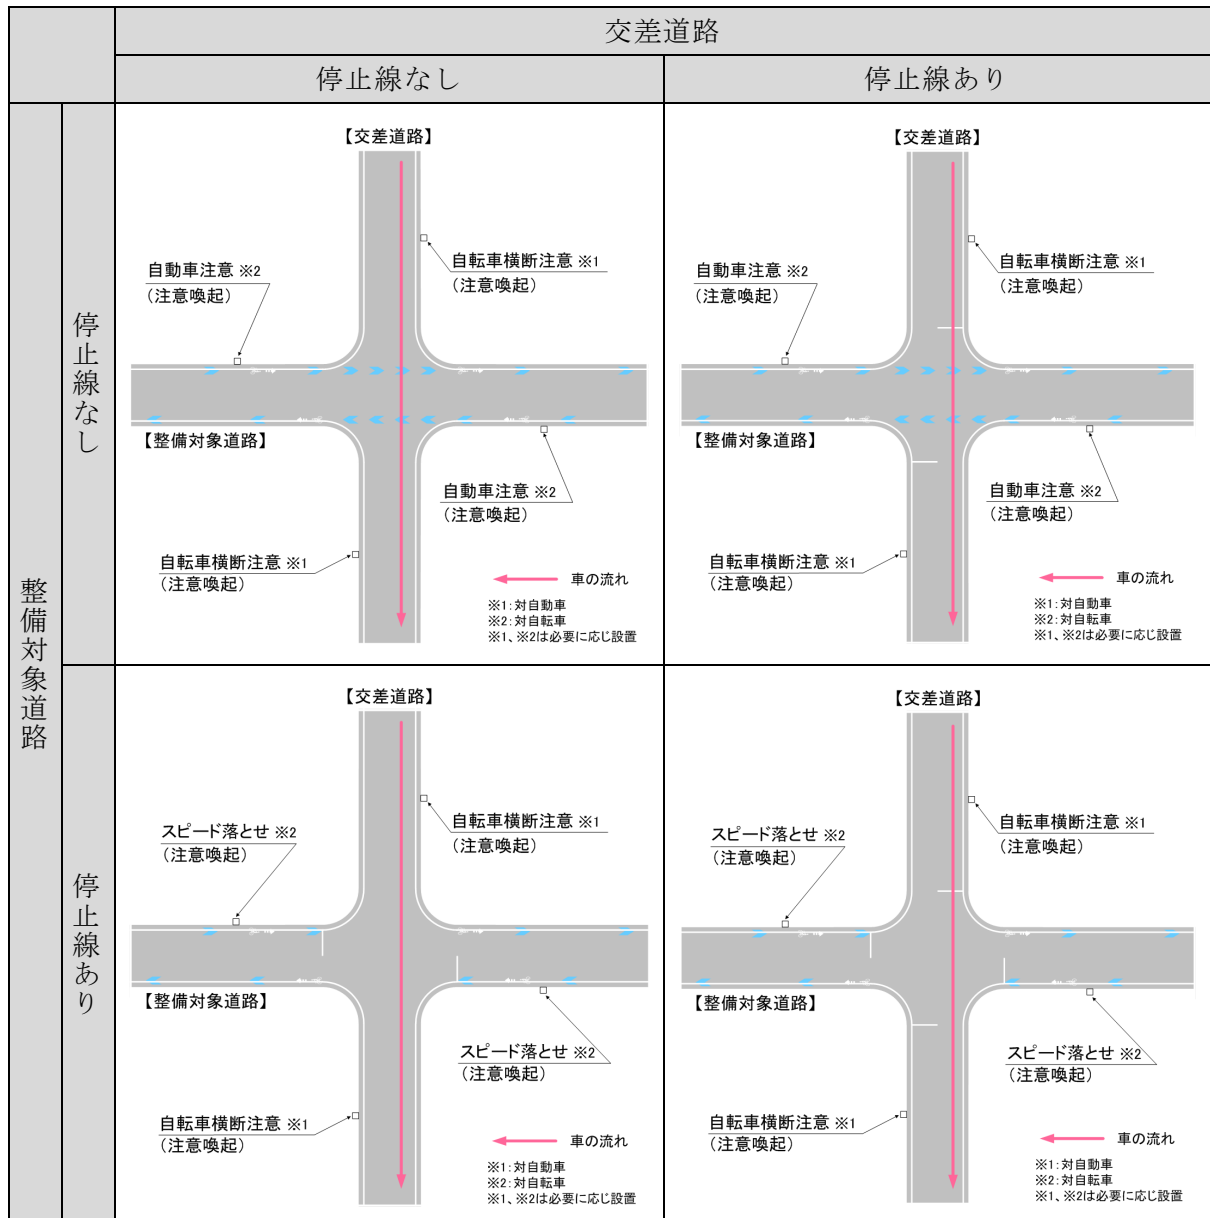 交差道路
停止線なし
停止線あり
整備対象道路
停止線なし
【交差道路】
自動車注意 ※2
(注意喚起)
自転車横断注意 ※1
(注意喚起)
【整備対象道路】
自動車注意 ※2
(注意喚起)
自転車横断注意 ※1
(注意喚起)
車の流れ
※1:対自動車
※2:対自転車
※1、※2は必要に応じ設置
【交差道路】
自動車注意 ※2
(注意喚起)
自転車横断注意 ※1
(注意喚起)
【整備対象道路】
自動車注意 ※2
(注意喚起)
自転車横断注意 ※1
(注意喚起)
車の流れ
※1:対自動車
※2:対自転車
※1、※2は必要に応じ設置
停止線あり
【交差道路】
スピード落とせ ※2
(注意喚起)
自転車横断注意 ※1
(注意喚起)
【整備対象道路】
スピード落とせ ※2
(注意喚起)
自転車横断注意 ※1
(注意喚起)
車の流れ
※1:対自動車
※2:対自転車
※1、※2は必要に応じ設置
【交差道路】
スピード落とせ ※2
(注意喚起)
自転車横断注意 ※1
(注意喚起)
【整備対象道路】
スピード落とせ ※2
(注意喚起)
自転車横断注意 ※1
(注意喚起)
車の流れ
※1:対自動車
※2:対自転車
※1、※2は必要に応じ設置